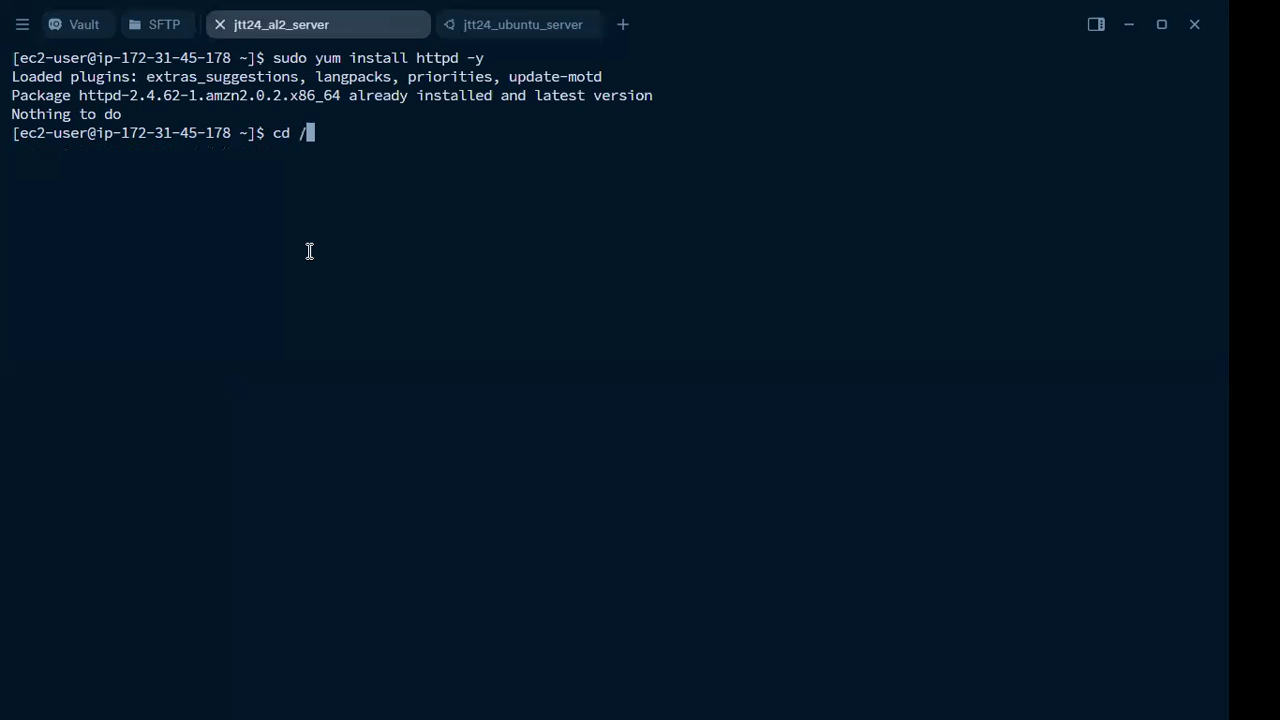 Vault SFTP jtt24_al2_server jtt24_ubuntu_server
[ec2-user@ip-172-31-45-178 ~]$ sudo yum install httpd -y
Loaded plugins: extras_suggestions, langpacks, priorities, update-motd
Package httpd-2.4.62-1.amzn2.0.2.x86_64 already installed and latest version
Nothing to do
[ec2-user@ip-172-31-45-178 ~]$ cd /